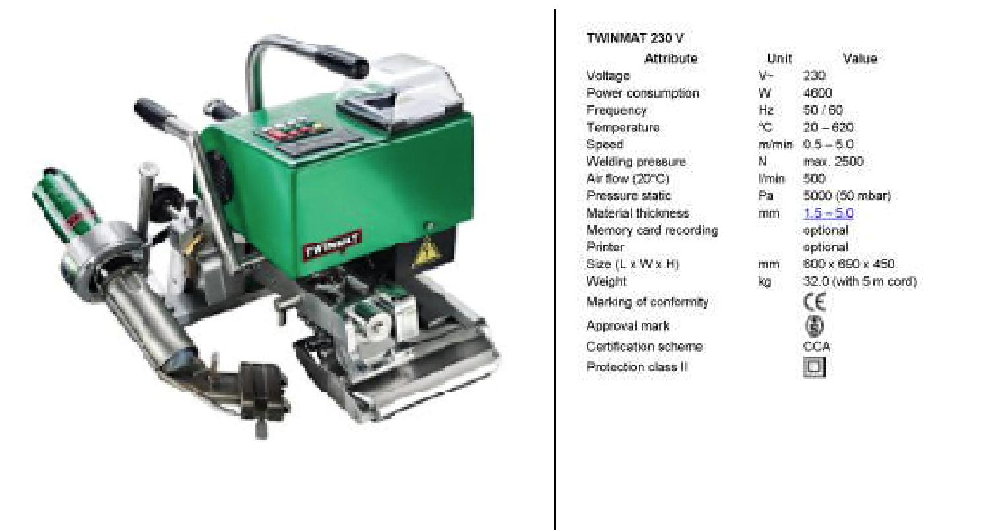 TWINMAT
TWINMAT 230 V
Attribute Unit Value
Voltage V~ 230
Power consumption W 4600
Frequency Hz 50 / 60
Temperature °C 20 – 620
Speed m/min 0.5 – 5.0
Welding pressure N max. 2500
Air flow (20°C) l/min 500
Pressure static Pa 5000 (50 mbar)
Material thickness mm 1.5 – 5.0
Memory card recording optional
Printer optional
Size (L x W x H) mm 600 x 690 x 450
Weight kg 32.0 (with 5 m cord)
Marking of conformity CE
Approval mark
Certification scheme CCA
Protection class II